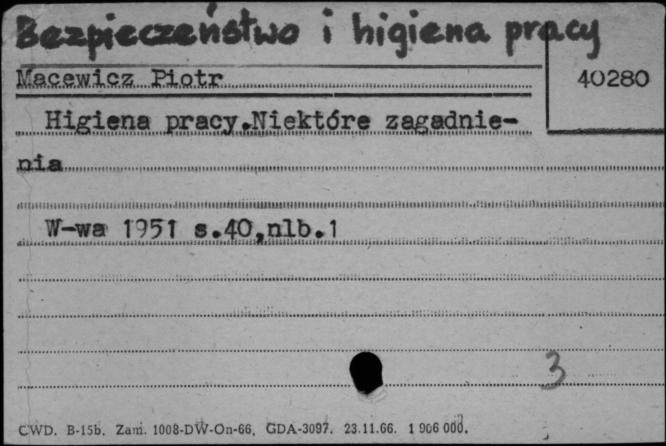 Bezpieczeństwo i higiena pracy
Macewicz Piotr
40280
Higiena pracy.Niektóre zagadnie-
nia
W-wa 1951 s.40,nlb.1
3
CWD. B-15b. Zam. 1008-DW-On-66. GDA-3097. 23.11.66. 1 906 000.